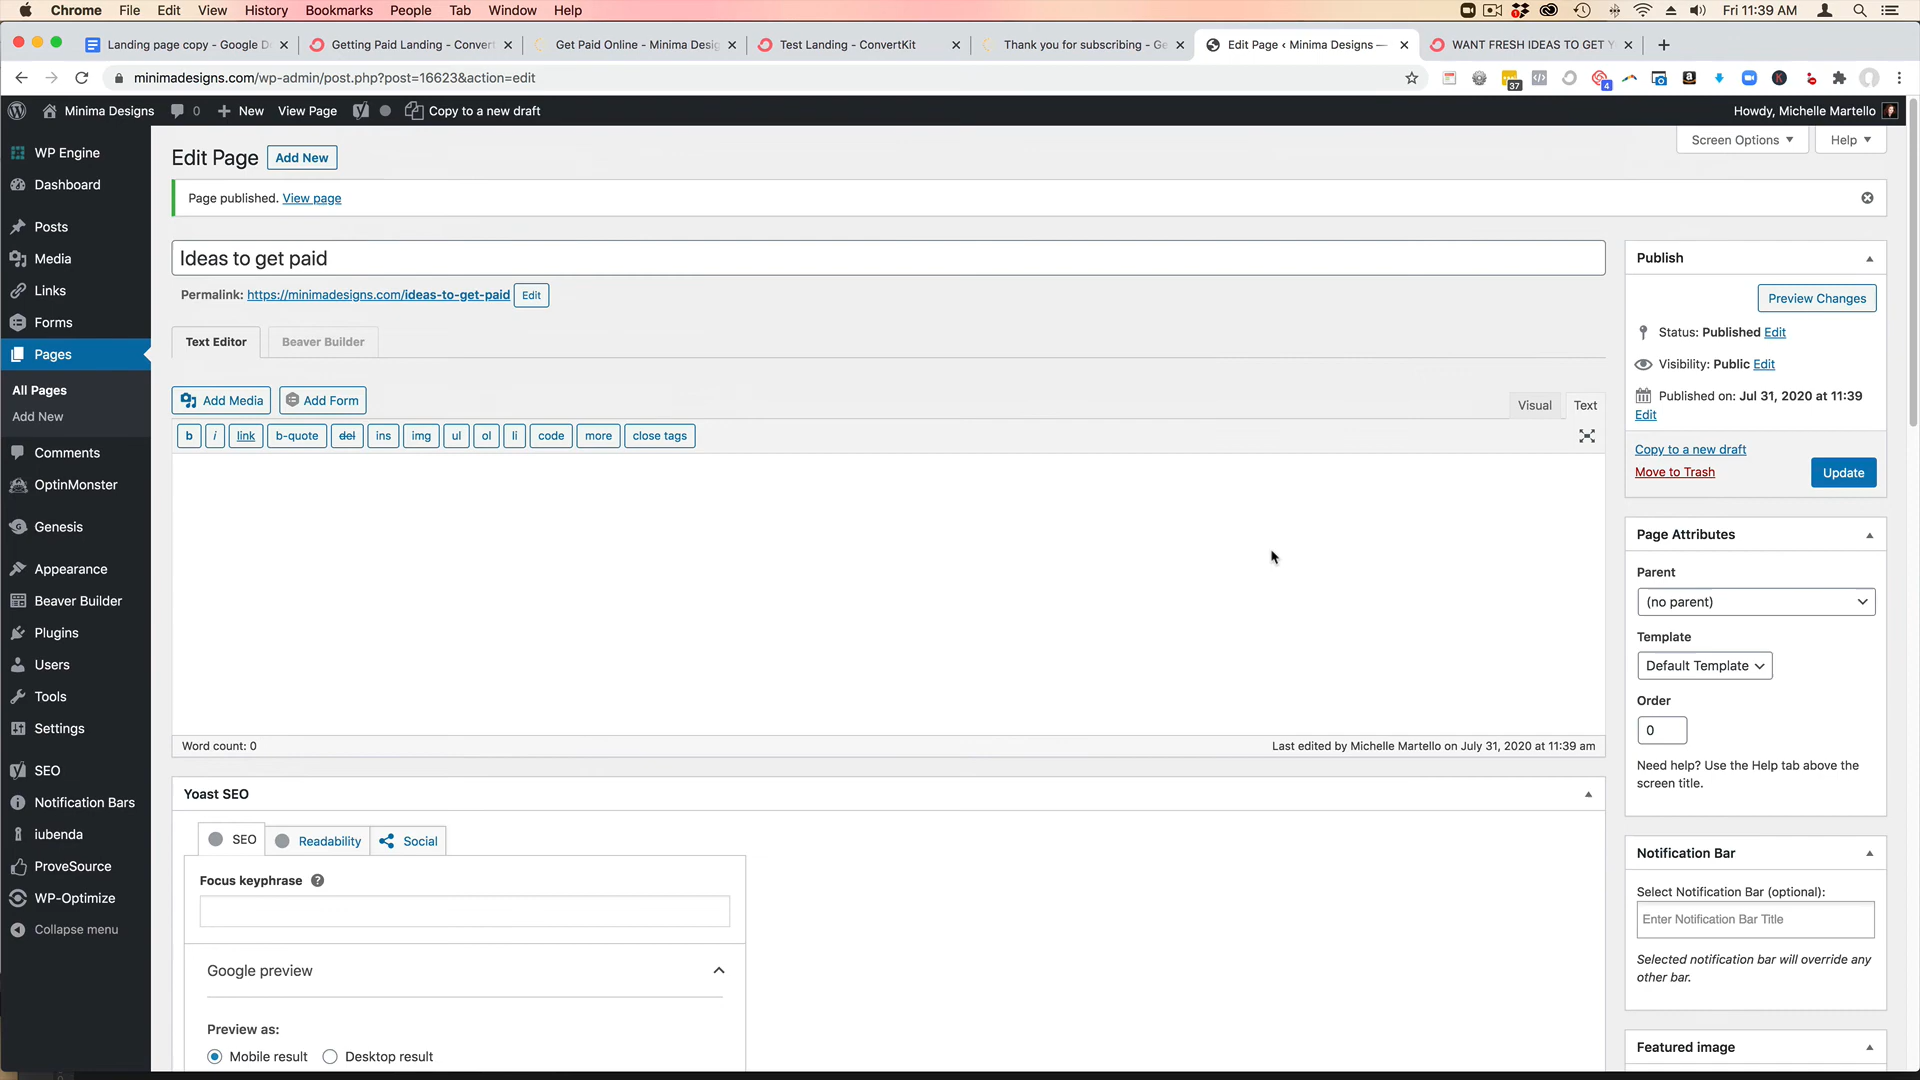 Chrome File Edit View History Bookmarks People Tab Window Help Fri 11:39 AM
Landing page copy - Google D Getting Paid Landing - Convert Get Paid Online - Minima Desig Test Landing - ConvertKit Thank you for subscribing - Ge Edit Page ‹ Minima Designs — WANT FRESH IDEAS TO GET Y
minimadesigns.com/wp-admin/post.php?post=16623&action=edit 37 4
Minima Designs 0 New View Page Copy to a new draft Howdy, Michelle Martello
WP Engine
Dashboard
Posts
Media
Links
Forms
Pages
All Pages
Add New
Comments
OptinMonster
Genesis
Appearance
Beaver Builder
Plugins
Users
Tools
Settings
SEO
Notification Bars
iubenda
ProveSource
WP-Optimize
Collapse menu
Screen Options Help
Edit Page Add New
Page published. View page
Ideas to get paid
Permalink: https://minimadesigns.com/ideas-to-get-paid Edit
Text Editor Beaver Builder
Add Media Add Form Visual Text
b i link b-quote del ins img ul ol li code more close tags
Word count: 0 Last edited by Michelle Martello on July 31, 2020 at 11:39 am
Yoast SEO
SEO Readability Social
Focus keyphrase ?
Google preview
Preview as:
Mobile result Desktop result
Publish
Preview Changes
Status: Published Edit
Visibility: Public Edit
Published on: Jul 31, 2020 at 11:39
Edit
Copy to a new draft
Move to Trash Update
Page Attributes
Parent
(no parent)
Template
Default Template
Order
0
Need help? Use the Help tab above the
screen title.
Notification Bar
Select Notification Bar (optional):
Enter Notification Bar Title
Selected notification bar will override any
other bar.
Featured image